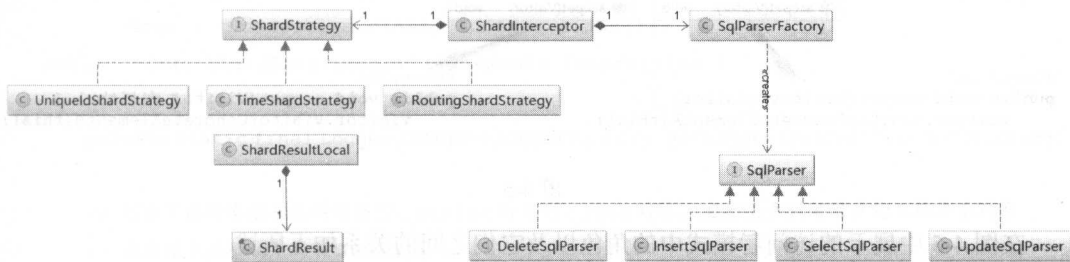 I ShardStrategy
1
1
C ShardInterceptor
1
1
C SqlParserFactory
C UniqueIdShardStrategy
C TimeShardStrategy
C RoutingShardStrategy
«create»
C ShardResultLocal
1
1
C ShardResult
I SqlParser
C DeleteSqlParser
C InsertSqlParser
C SelectSqlParser
C UpdateSqlParser